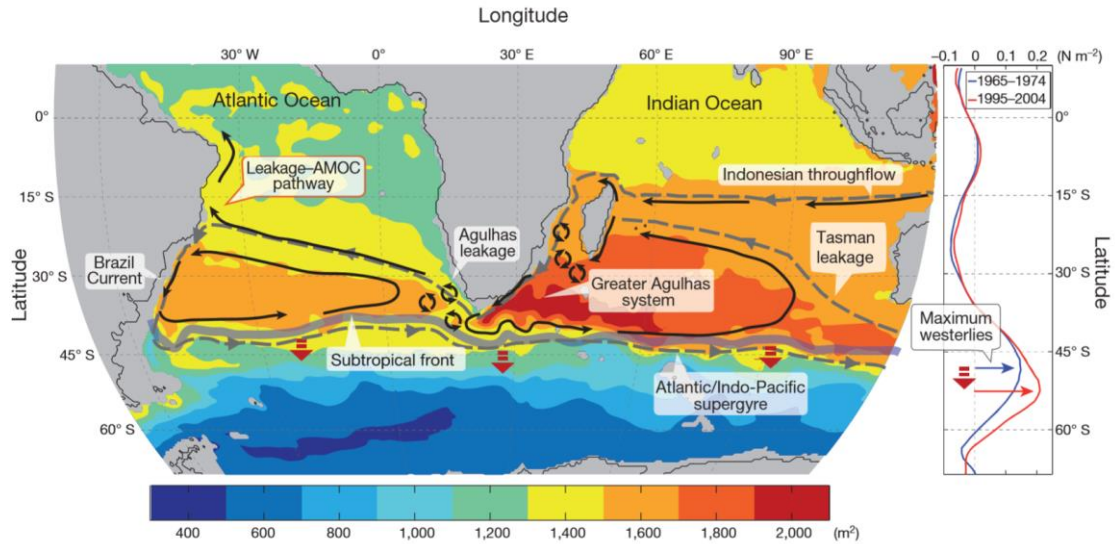 Longitude
30° W 0° 30° E 60° E 90° E
–0.1 0 0.1 0.2 (N m⁻²)
1965–1974
1995–2004
Atlantic Ocean
Indian Ocean
0°
0°
Leakage–AMOC
pathway
Indonesian throughflow
15° S
15° S
Brazil
Current
Agulhas
leakage
Tasman
leakage
Latitude
Latitude
30° S
30° S
Greater Agulhas
system
Maximum
westerlies
45° S
45° S
Subtropical front
Atlantic/Indo-Pacific
supergyre
60° S
60° S
400 600 800 1,000 1,200 1,400 1,600 1,800 2,000 (m²)